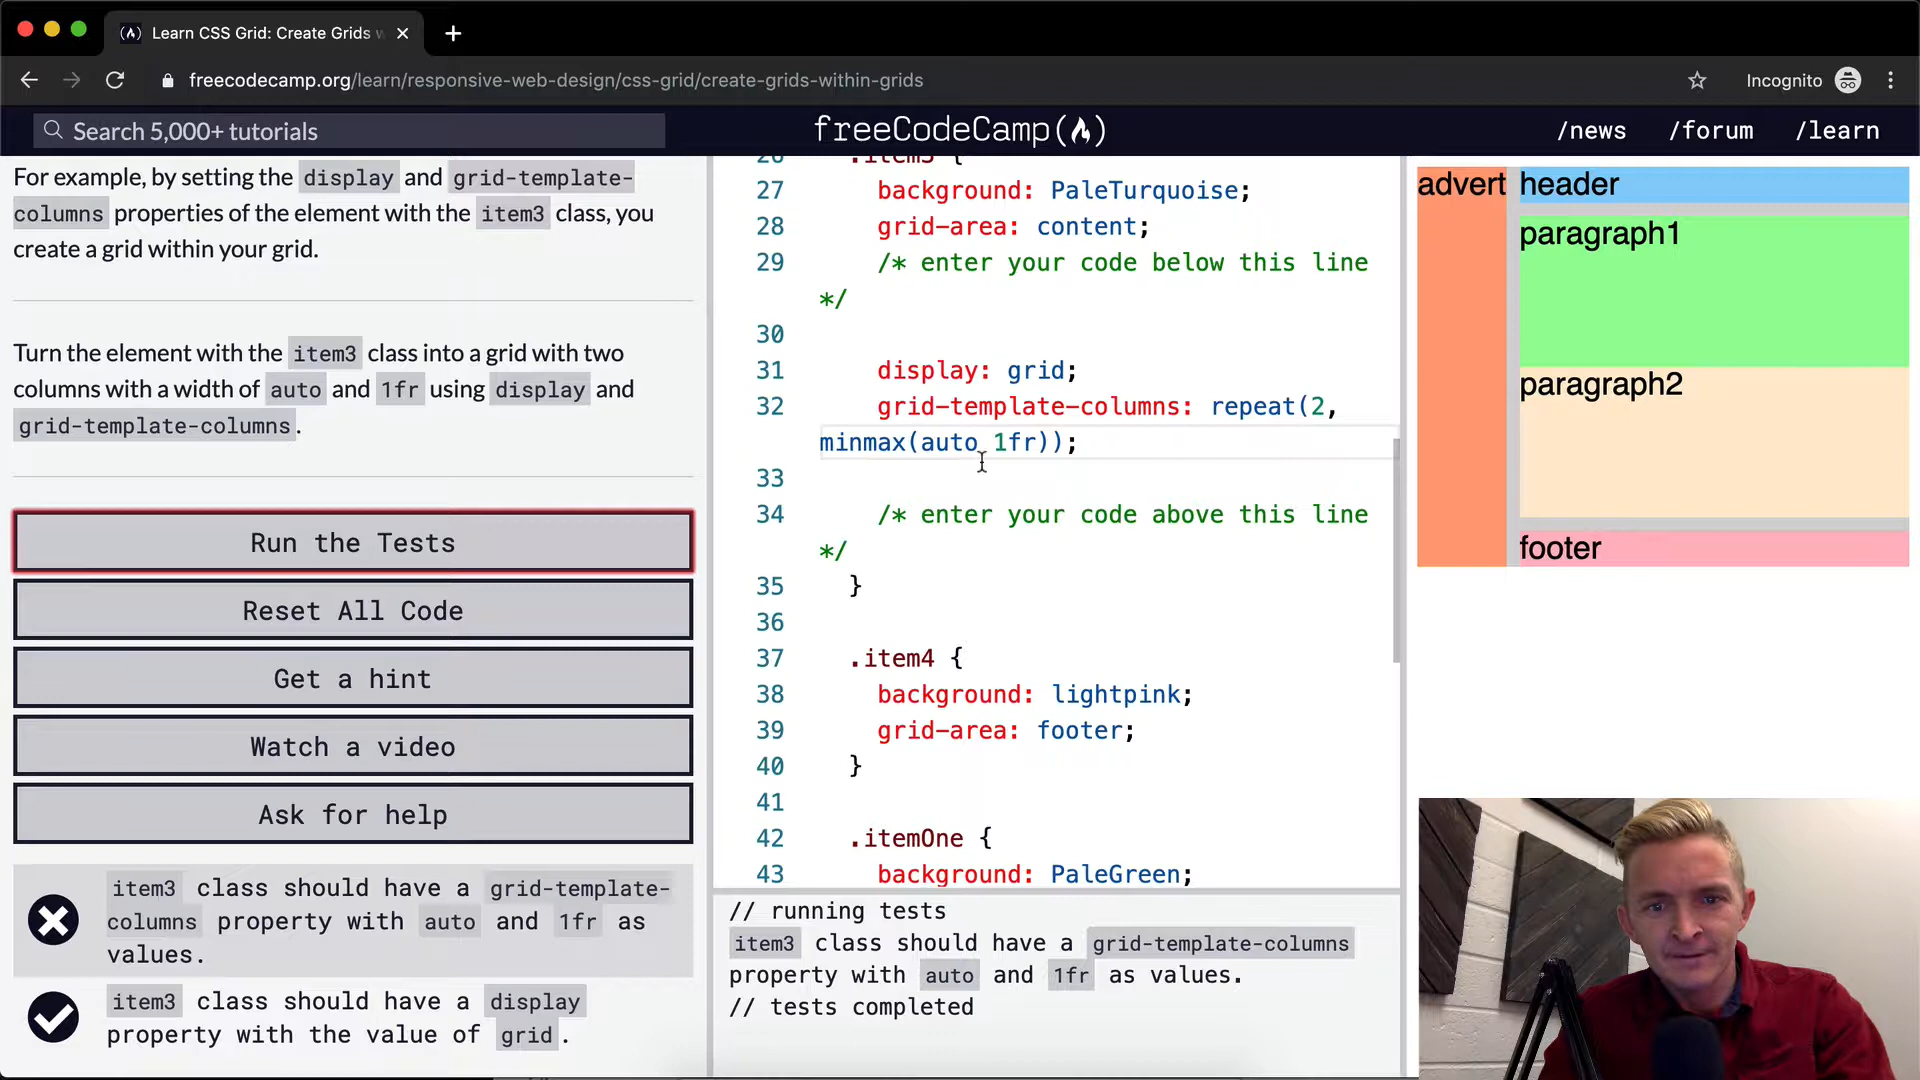 Learn CSS Grid: Create Grids w
freecodecamp.org/learn/responsive-web-design/css-grid/create-grids-within-grids
Incognito
Search 5,000+ tutorials
freeCodeCamp
/news /forum /learn
For example, by setting the display and grid-template-
columns properties of the element with the item3 class, you
create a grid within your grid.
Turn the element with the item3 class into a grid with two
columns with a width of auto and 1fr using display and
grid-template-columns.
Run the Tests
Reset All Code
Get a hint
Watch a video
Ask for help
item3 class should have a grid-template-
columns property with auto and 1fr as
values.
item3 class should have a display
property with the value of grid.
26 .item3 {
27 background: PaleTurquoise;
28 grid-area: content;
29 /* enter your code below this line
*/
30
31 display: grid;
32 grid-template-columns: repeat(2,
minmax(auto 1fr));
33
34 /* enter your code above this line
*/
35 }
36
37 .item4 {
38 background: lightpink;
39 grid-area: footer;
40 }
41
42 .itemOne {
43 background: PaleGreen;
// running tests
item3 class should have a grid-template-columns
property with auto and 1fr as values.
// tests completed
advert
header
paragraph1
paragraph2
footer